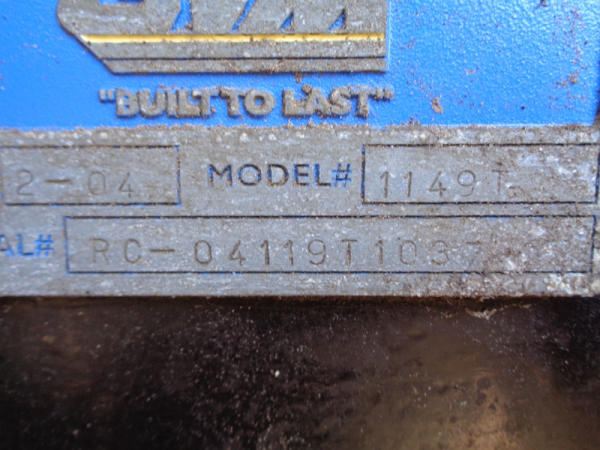 "BUILT TO LAST"
2-04 MODEL# 1149T
AL# RC-04119T1037